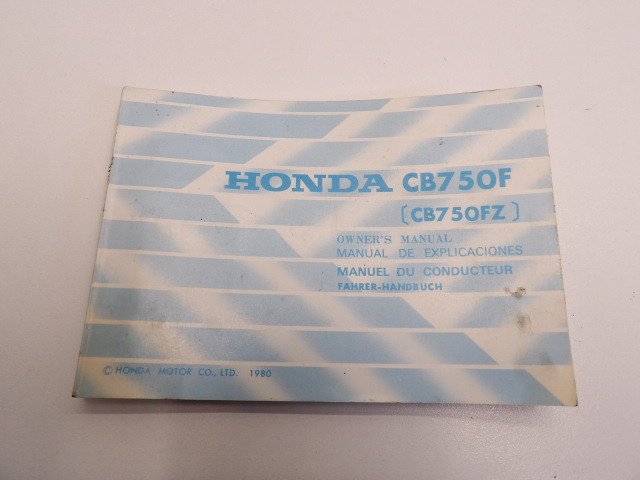 HONDA CB750F
[CB750FZ]
OWNER'S MANUAL
MANUAL DE EXPLICACIONES
MANUEL DU CONDUCTEUR
FAHRER-HANDBUCH
© HONDA MOTOR CO., LTD. 1980